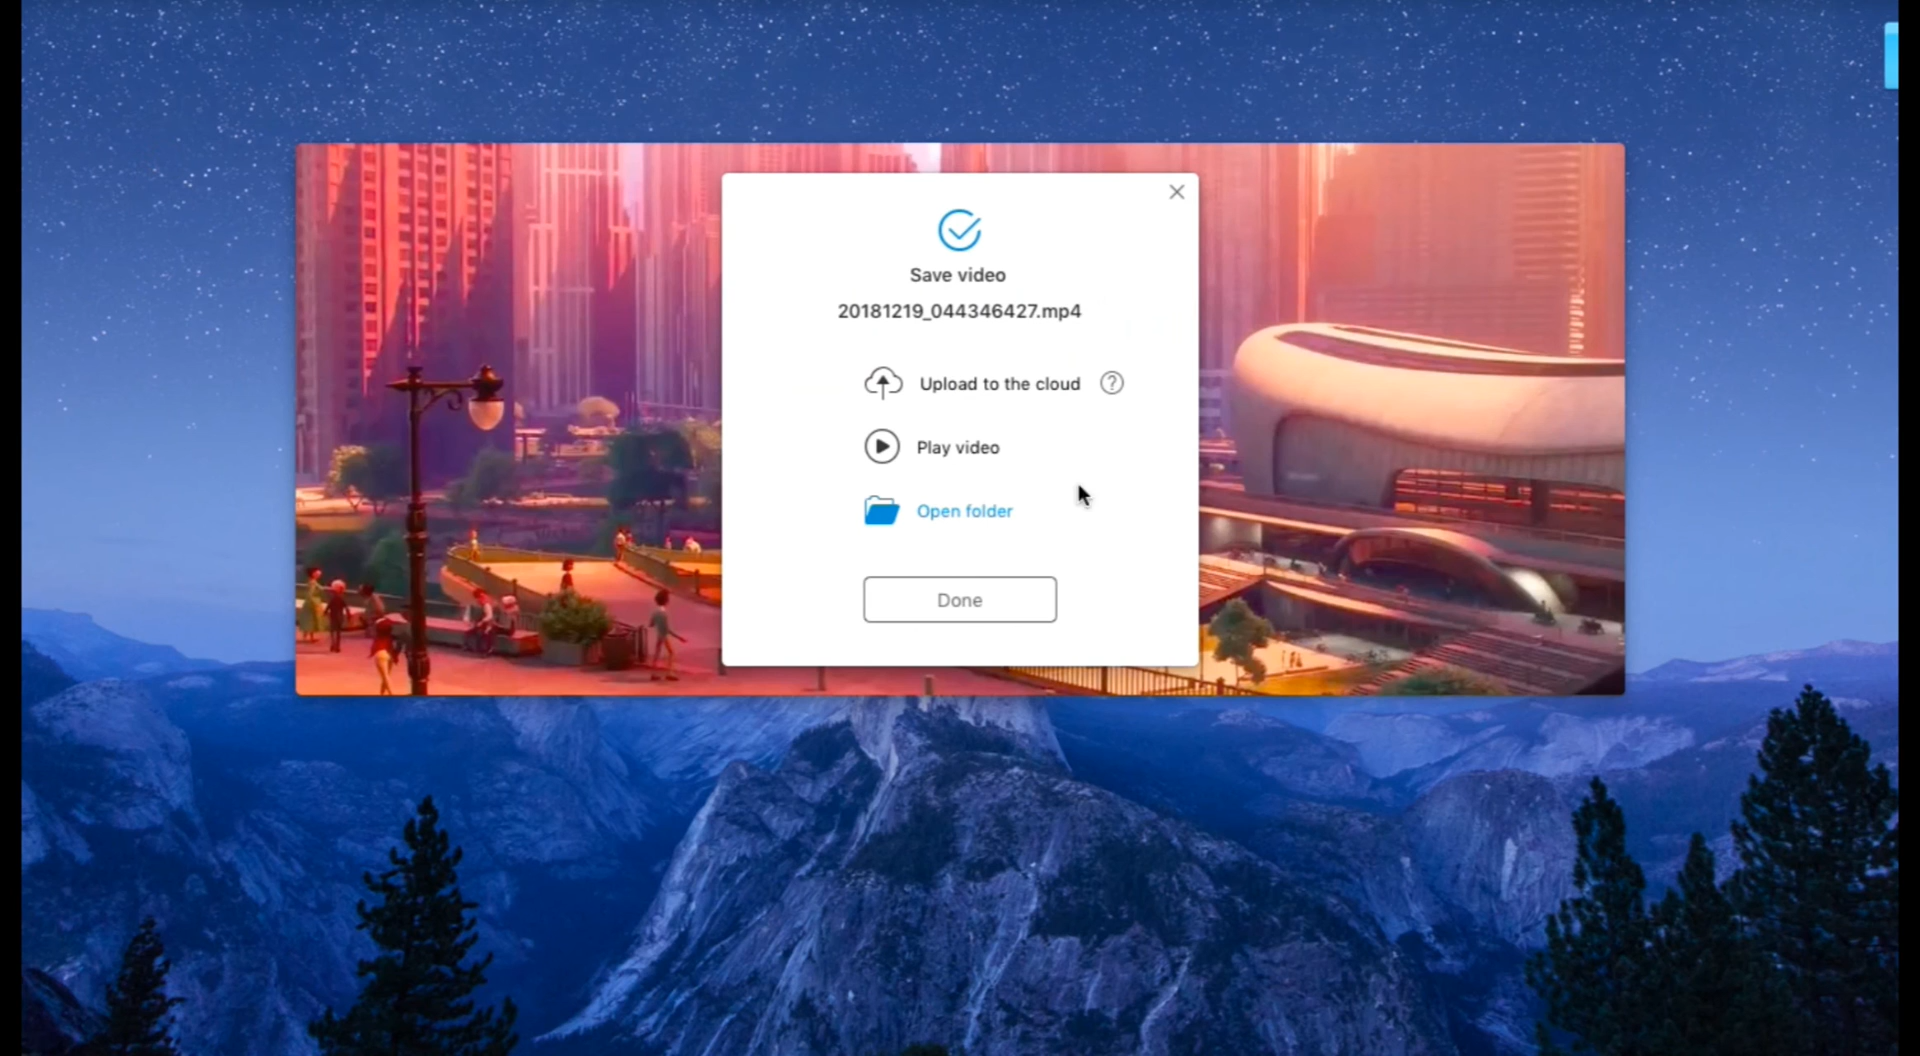 Save video
20181219_044346427.mp4
Upload to the cloud ?
Play video
Open folder
Done